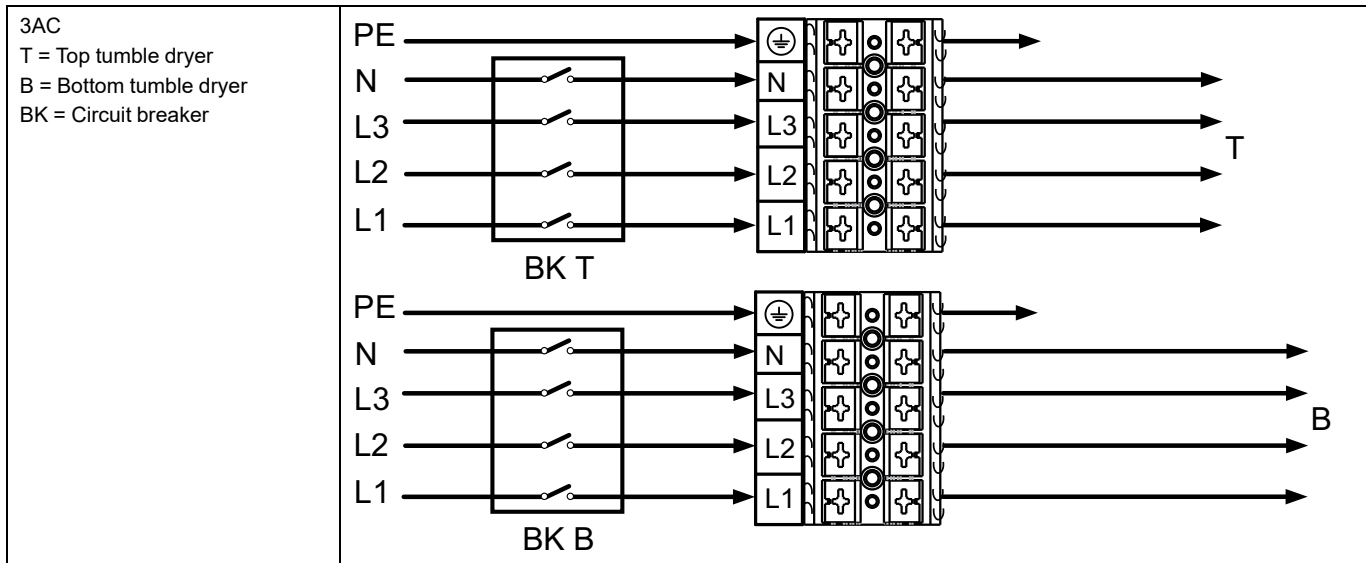 3AC
T = Top tumble dryer
B = Bottom tumble dryer
BK = Circuit breaker
PE
N N
L3 L3
T
L2 L2
L1 L1
BK T
PE
N N
L3 L3
B
L2 L2
L1 L1
BK B